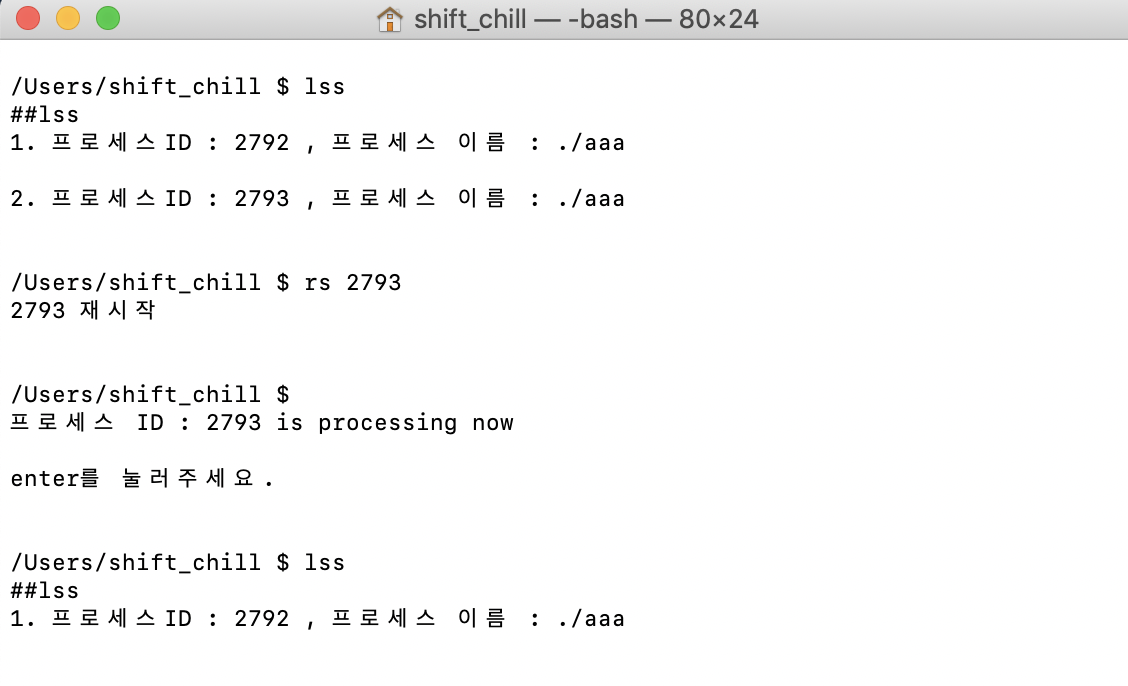 shift_chill — -bash — 80×24
/Users/shift_chill $ lss
##lss
1. 프로세스ID : 2792 , 프로세스 이름 : ./aaa
2. 프로세스ID : 2793 , 프로세스 이름 : ./aaa
/Users/shift_chill $ rs 2793
2793 재시작
/Users/shift_chill $
프로세스 ID : 2793 is processing now
enter를 눌러주세요.
/Users/shift_chill $ lss
##lss
1. 프로세스ID : 2792 , 프로세스 이름 : ./aaa